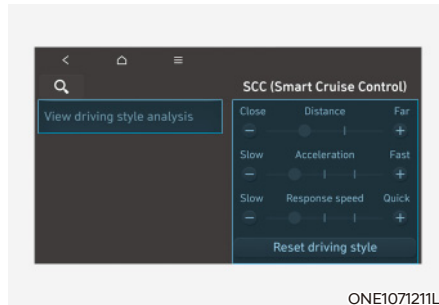 SCC (Smart Cruise Control)
View driving style analysis
Close Distance Far
Slow Acceleration Fast
Slow Response speed Quick
Reset driving style
ONE1071211L